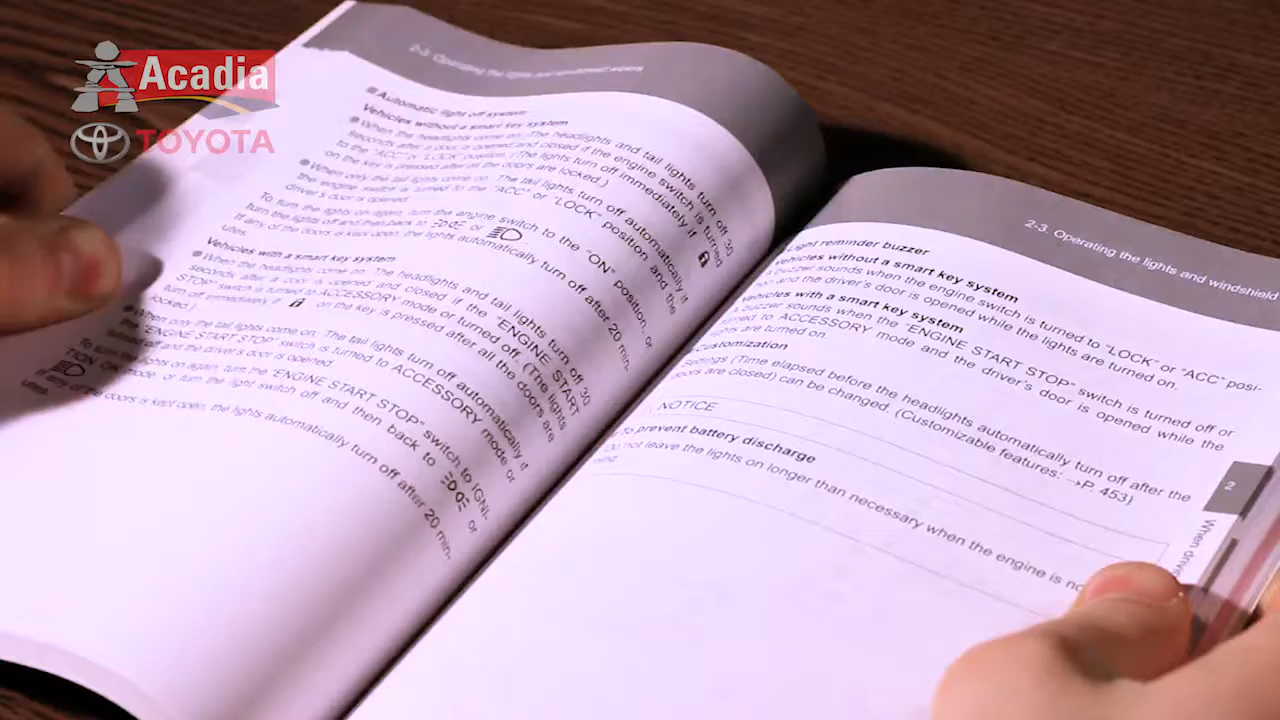 Acadia
TOYOTA
2-3. Operating the lights and windshield wipers
■Automatic light off system
Vehicles without a smart key system
●When the headlights come on: The headlights and tail lights turn off 30
seconds after a door is opened and closed if the engine switch is turned
to the "ACC" or "LOCK" position. (The lights turn off immediately if
on the key is pressed after all the doors are locked.)
●When only the tail lights come on: The tail lights turn off automatically if
the engine switch is turned to the "ACC" or "LOCK" position and the
driver's door is opened.
To turn the lights on again, turn the engine switch to the "ON" position, or
turn the lights off and then back to or
If any of the doors is kept open, the lights automatically turn off after 20 min-
utes.
Vehicles with a smart key system
●When the headlights come on: The headlights and tail lights turn off 30
seconds after a door is opened and closed if the "ENGINE START
STOP" switch is turned to ACCESSORY mode or turned off. (The lights
turn off immediately if on the key is pressed after all the doors are
locked.)
When only the tail lights come on: The tail lights turn off automatically if
the "ENGINE START STOP" switch is turned to ACCESSORY mode or
turned off and the driver's door is opened.
To turn the lights on again, turn the "ENGINE START STOP" switch to IGNI-
TION ON mode, or turn the light switch off and then back to or
If any of the doors is kept open, the lights automatically turn off after 20 min-
utes.
2-3. Operating the lights and windshield
Light reminder buzzer
Vehicles without a smart key system
A buzzer sounds when the engine switch is turned to "LOCK" or "ACC" posi-
tion and the driver's door is opened while the lights are turned on.
Vehicles with a smart key system
A buzzer sounds when the "ENGINE START STOP" switch is turned off or
turned to ACCESSORY mode and the driver's door is opened while the
lights are turned on.
Customization
Settings (Time elapsed before the headlights automatically turn off after the
doors are closed) can be changed. (Customizable features: →P. 453)
NOTICE
To prevent battery discharge
Do not leave the lights on longer than necessary when the engine is no
2
When drivin